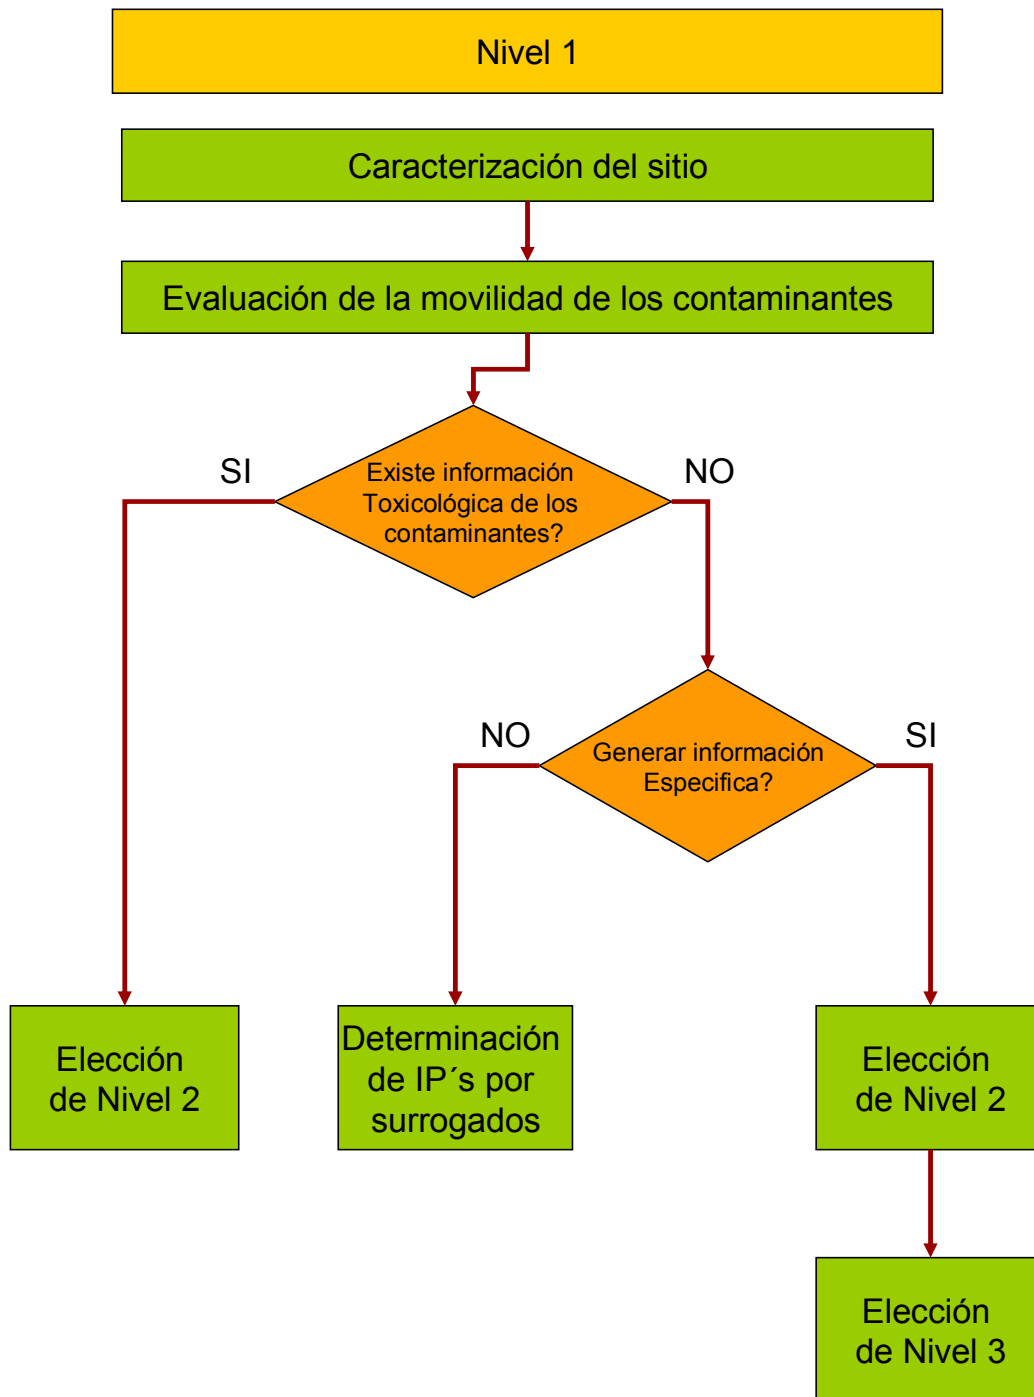 Nivel 1
Caracterización del sitio
Evaluación de la movilidad de los contaminantes
SI
NO
Existe información
Toxicológica de los
contaminantes?
NO
SI
Generar información
Especifica?
Elección
de Nivel 2
Determinación
de IP´s por
surrogados
Elección
de Nivel 2
Elección
de Nivel 3